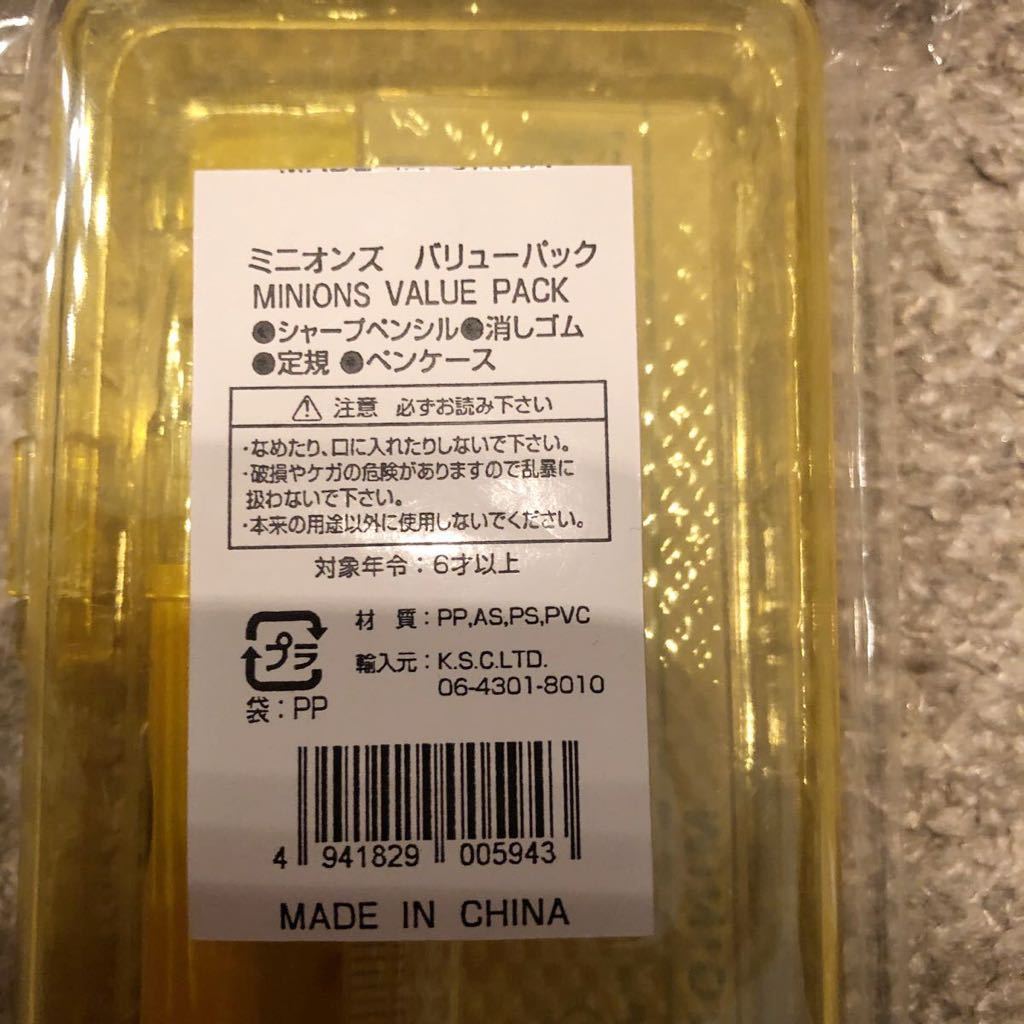 ミニオンズ　バリューパック
MINIONS VALUE PACK
●シャープペンシル●消しゴム
●定規 ●ペンケース
⚠ 注意 必ずお読み下さい
・なめたり、口に入れたりしないで下さい。
・破損やケガの危険がありますので乱暴に
扱わないで下さい。
・本来の用途以外に使用しないでください。
対象年令：6才以上
プラ
袋：PP
材 質：PP,AS,PS,PVC
輸入元：K.S.C.LTD.
06-4301-8010
4 941829 005943
MADE IN CHINA